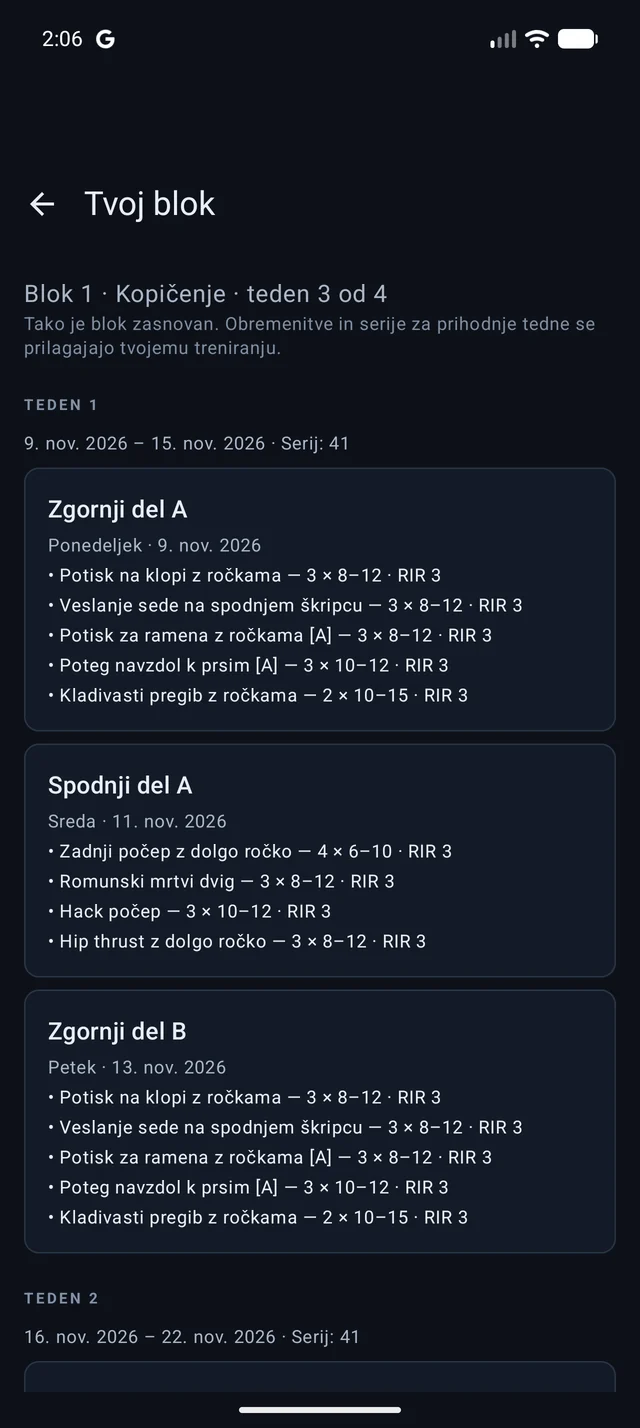 2:06 G
Tvoj blok
Blok 1 · Kopičenje · teden 3 od 4
Tako je blok zasnovan. Obremenitve in serije za prihodnje tedne se
prilagajajo tvojemu treniranju.
TEDEN 1
9. nov. 2026 – 15. nov. 2026 · Serij: 41
Zgornji del A
Ponedeljek · 9. nov. 2026
• Potisk na klopi z ročkama — 3 × 8–12 · RIR 3
• Veslanje sede na spodnjem škripcu — 3 × 8–12 · RIR 3
• Potisk za ramena z ročkama [A] — 3 × 8–12 · RIR 3
• Poteg navzdol k prsim [A] — 3 × 10–12 · RIR 3
• Kladivasti pregib z ročkama — 2 × 10–15 · RIR 3
Spodnji del A
Sreda · 11. nov. 2026
• Zadnji počep z dolgo ročko — 4 × 6–10 · RIR 3
• Romunski mrtvi dvig — 3 × 8–12 · RIR 3
• Hack počep — 3 × 10–12 · RIR 3
• Hip thrust z dolgo ročko — 3 × 8–12 · RIR 3
Zgornji del B
Petek · 13. nov. 2026
• Potisk na klopi z ročkama — 3 × 8–12 · RIR 3
• Veslanje sede na spodnjem škripcu — 3 × 8–12 · RIR 3
• Potisk za ramena z ročkama [A] — 3 × 8–12 · RIR 3
• Poteg navzdol k prsim [A] — 3 × 10–12 · RIR 3
• Kladivasti pregib z ročkama — 2 × 10–15 · RIR 3
TEDEN 2
16. nov. 2026 – 22. nov. 2026 · Serij: 41